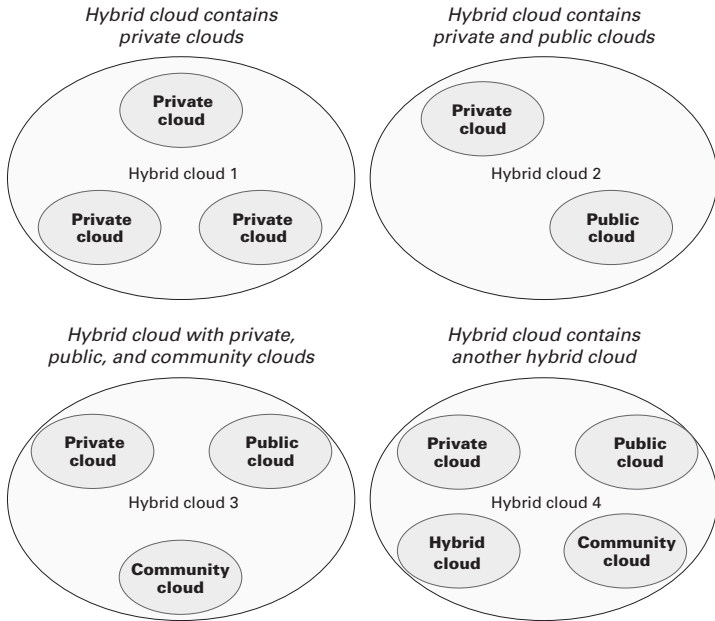 Hybrid cloud contains
private clouds
Private
cloud
Hybrid cloud 1
Private
cloud
Private
cloud
Hybrid cloud contains
private and public clouds
Private
cloud
Hybrid cloud 2
Public
cloud
Hybrid cloud with private,
public, and community clouds
Private
cloud
Public
cloud
Hybrid cloud 3
Community
cloud
Hybrid cloud contains
another hybrid cloud
Private
cloud
Public
cloud
Hybrid cloud 4
Hybrid
cloud
Community
cloud